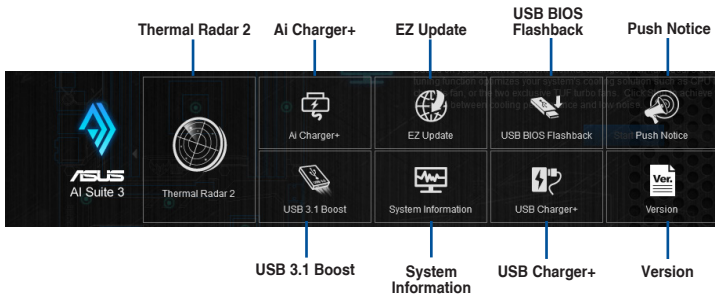 Thermal Radar 2
Ai Charger+
EZ Update
USB BIOS
Flashback
Push Notice
ASUS
AI Suite 3
Thermal Radar 2
Ai Charger+
EZ Update
USB BIOS Flashback
Push Notice
USB 3.1 Boost
System Information
USB Charger+
Ver.
Version
USB 3.1 Boost
System
Information
USB Charger+
Version